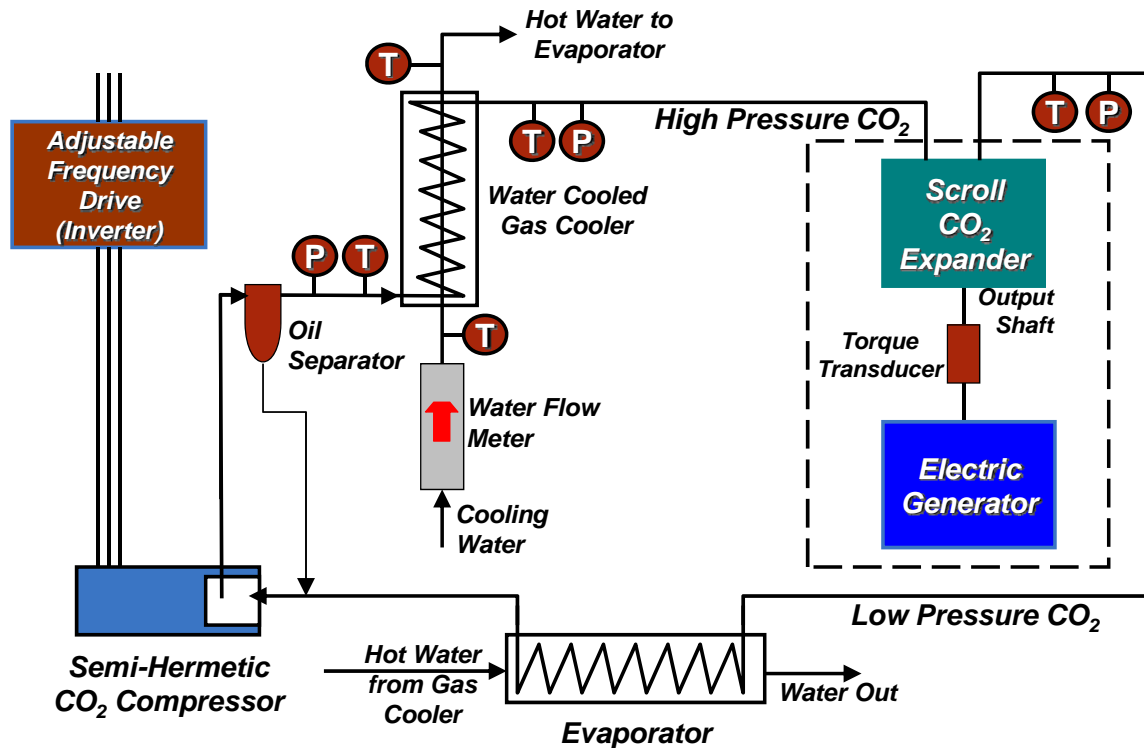 Hot Water to
Evaporator
T
T
P
High Pressure CO₂
T
P
Adjustable
Frequency
Drive
(Inverter)
Water Cooled
Gas Cooler
Scroll
CO₂
Expander
P
T
Output
Shaft
Oil
Separator
T
Torque
Transducer
Water Flow
Meter
Electric
Generator
Cooling
Water
Low Pressure CO₂
Semi-Hermetic
CO₂ Compressor
Hot Water
from Gas
Cooler
Water Out
Evaporator